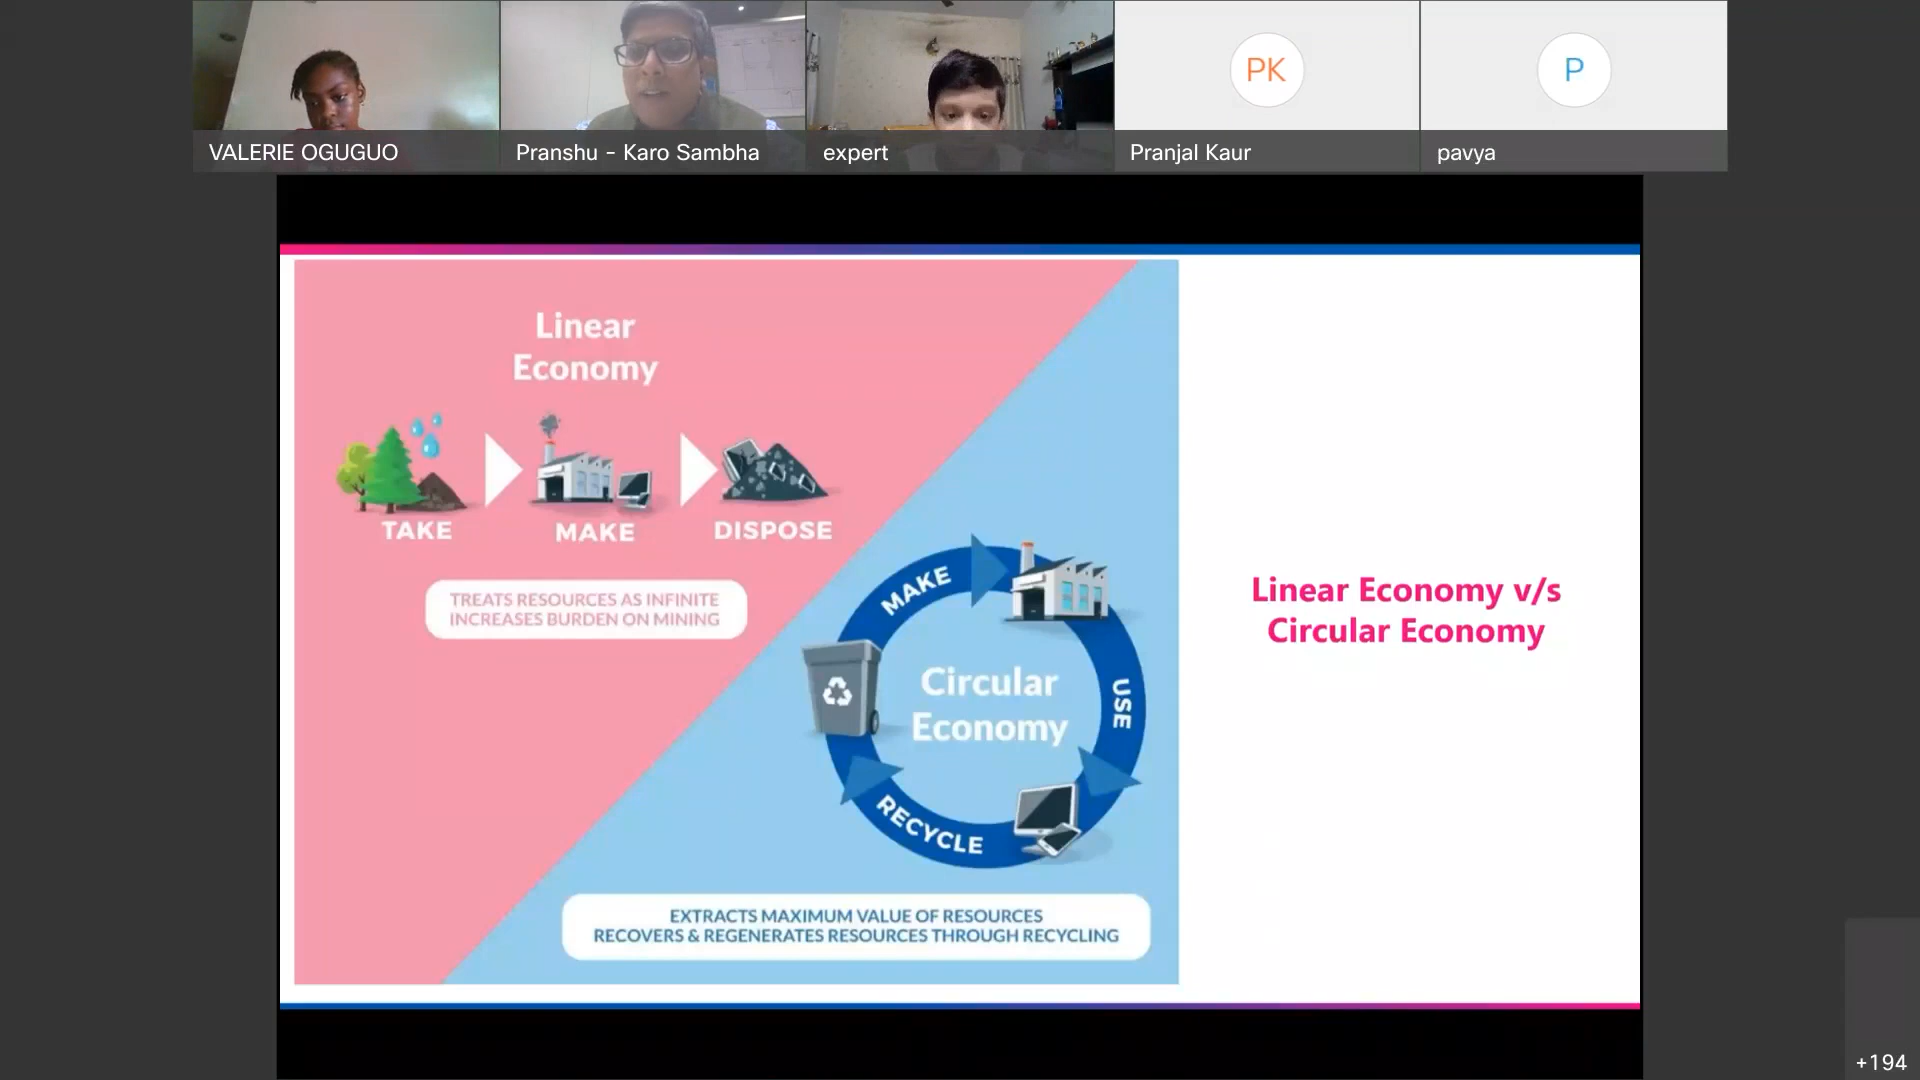 VALERIE OGUGUO
Pranshu - Karo Sambha
expert
PK
Pranjal Kaur
P
pavya
Linear
Economy
TAKE
MAKE
DISPOSE
TREATS RESOURCES AS INFINITE
INCREASES BURDEN ON MINING
MAKE
USE
RECYCLE
Circular
Economy
EXTRACTS MAXIMUM VALUE OF RESOURCES
RECOVERS & REGENERATES RESOURCES THROUGH RECYCLING
Linear Economy v/s
Circular Economy
+194